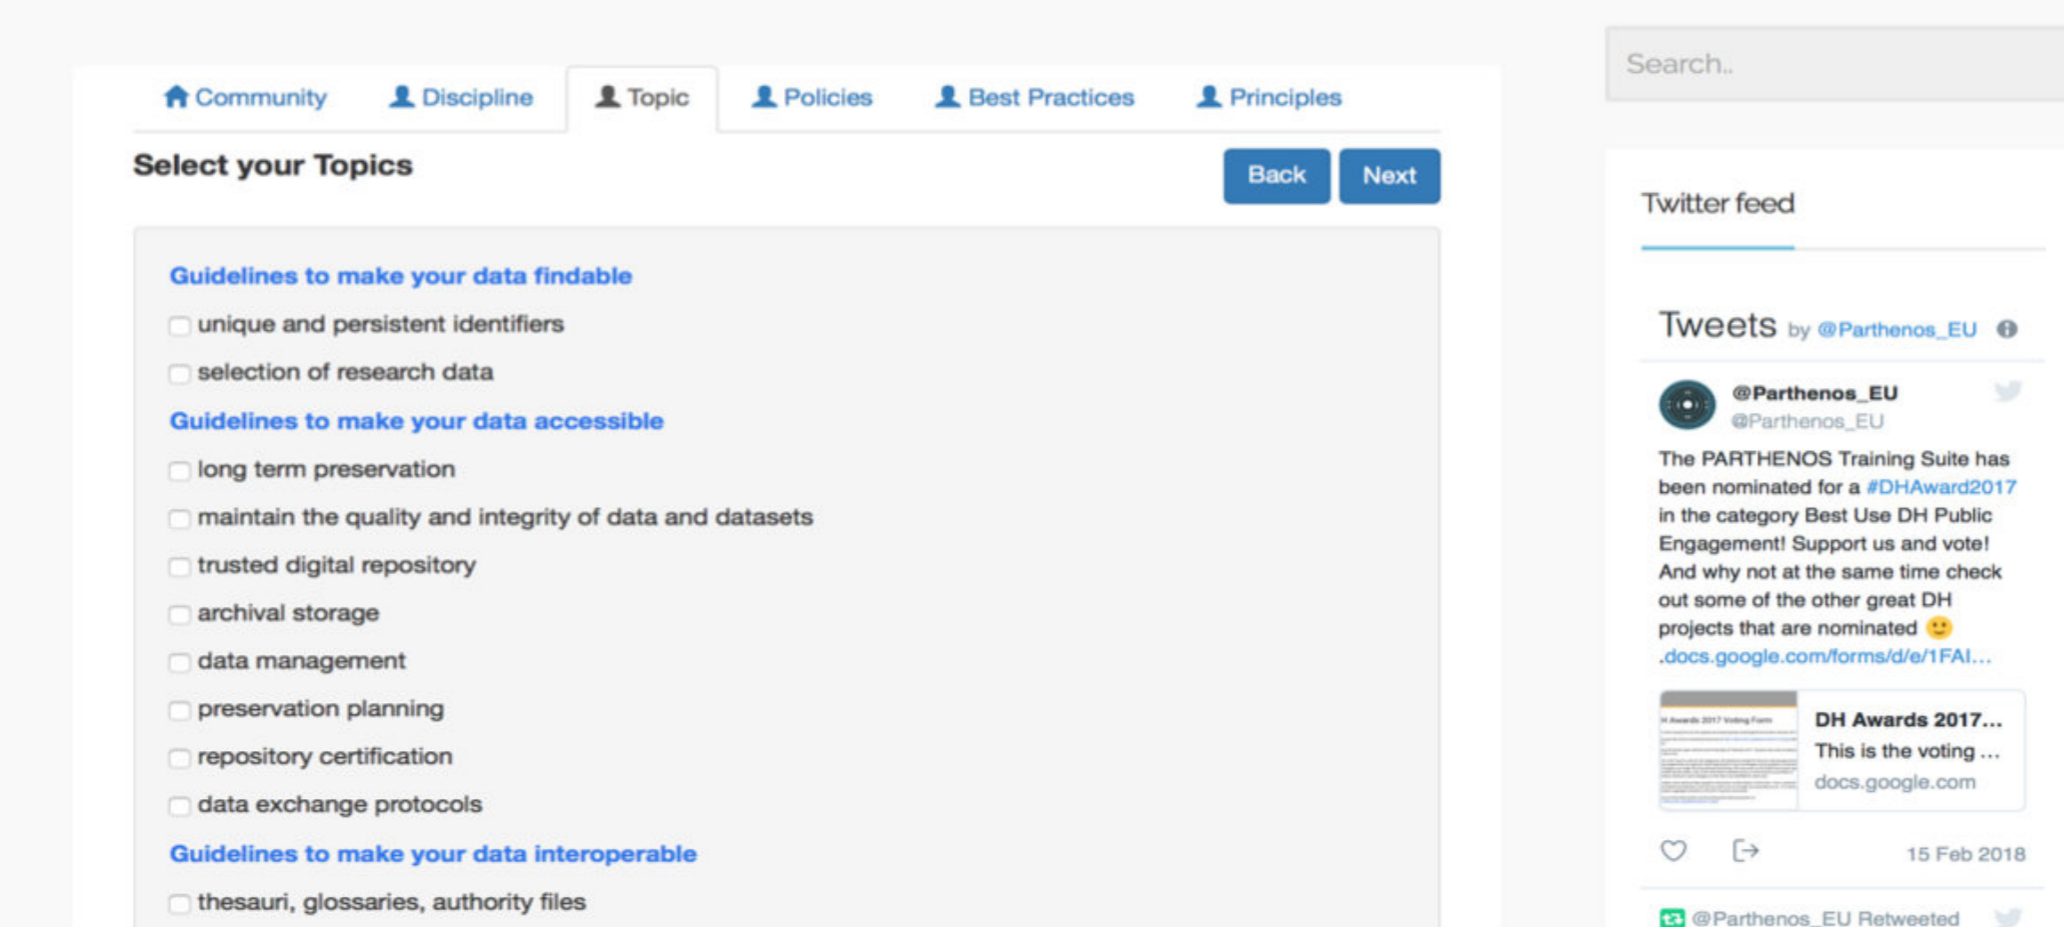 Community Discipline Topic Policies Best Practices Principles
Select your Topics
Back Next
Guidelines to make your data findable
unique and persistent identifiers
selection of research data
Guidelines to make your data accessible
long term preservation
maintain the quality and integrity of data and datasets
trusted digital repository
archival storage
data management
preservation planning
repository certification
data exchange protocols
Guidelines to make your data interoperable
thesauri, glossaries, authority files
Search..
Twitter feed
Tweets by @Parthenos_EU
@Parthenos_EU
@Parthenos_EU
The PARTHENOS Training Suite has
been nominated for a #DHAward2017
in the category Best Use DH Public
Engagement! Support us and vote!
And why not at the same time check
out some of the other great DH
projects that are nominated 🙂
.docs.google.com/forms/d/e/1FAI...
H Awards 2017 Voting Form
DH Awards 2017...
This is the voting ...
docs.google.com
15 Feb 2018
@Parthenos_EU Retweeted